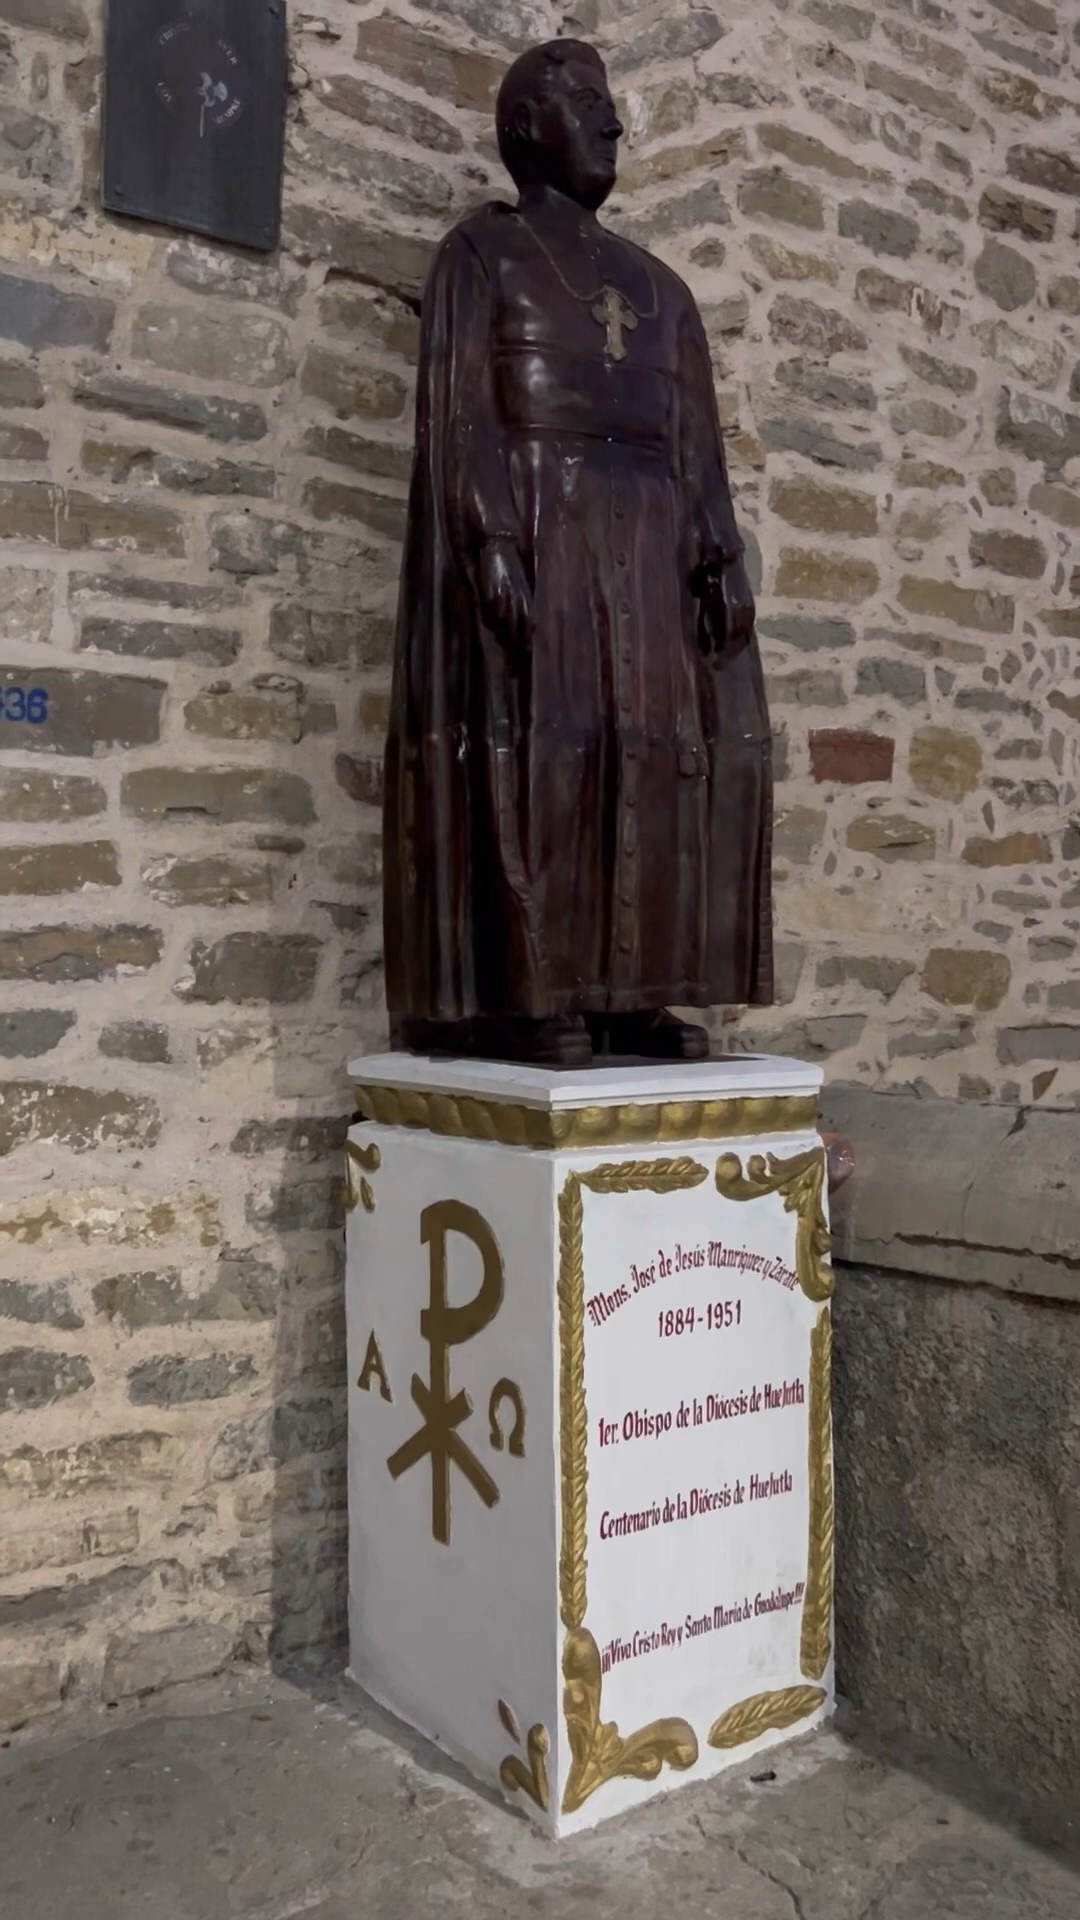 36
A
Ω
Mons. José de Jesús Manríquez y Zárate
1884-1951
1er. Obispo de la Diócesis de Huejutla
Centenario de la Diócesis de Huejutla
¡¡¡Viva Cristo Rey y Santa María de Guadalupe!!!